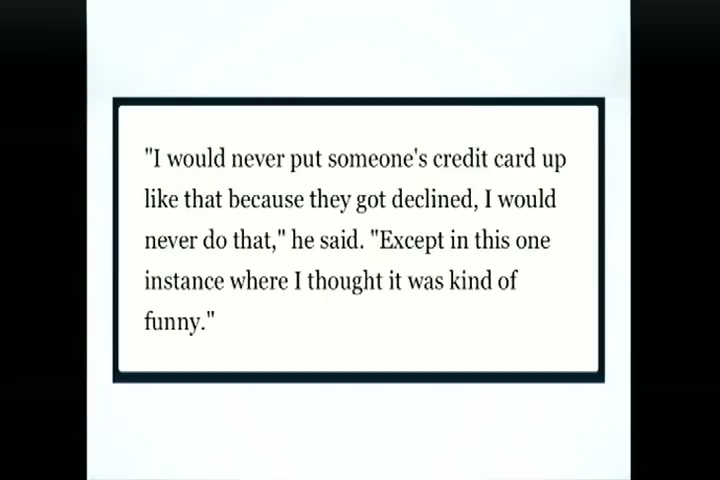 "I would never put someone's credit card up
like that because they got declined, I would
never do that," he said. "Except in this one
instance where I thought it was kind of
funny."